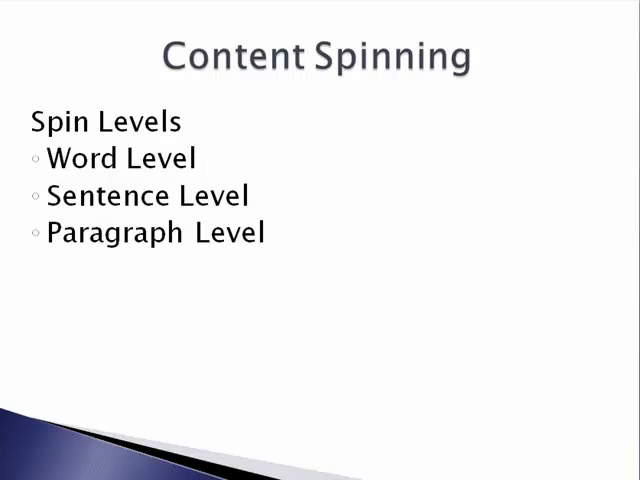 Content Spinning
Spin Levels
◦ Word Level
◦ Sentence Level
◦ Paragraph Level